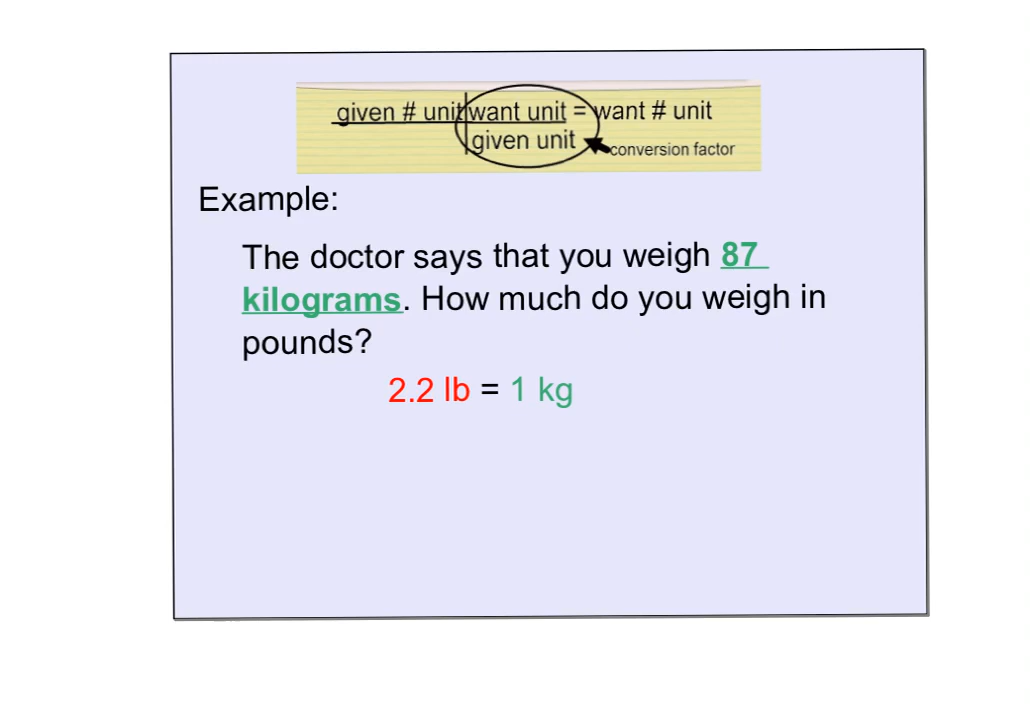 given # unit want unit = want # unit
given unit conversion factor
Example:
The doctor says that you weigh 87
kilograms. How much do you weigh in
pounds?
2.2 lb = 1 kg